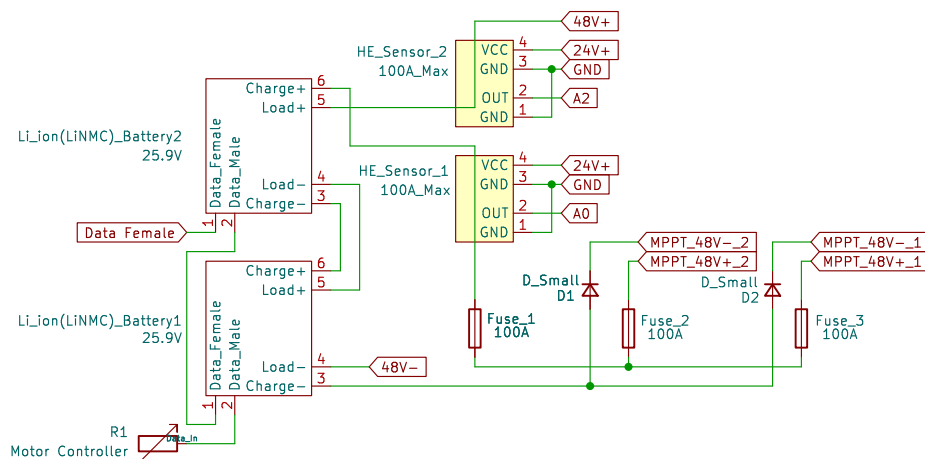 48V+
HE_Sensor_2
100A_Max
VCC 4 24V+
GND 3 GND
OUT 2 A2
GND 1
Charge+ 6
Load+ 5
Li_ion(LiNMC)_Battery2
25.9V
Data_Female
Data_Male
Load- 4
Charge- 3
1 2
Data Female
HE_Sensor_1
100A_Max
VCC 4 24V+
GND 3 GND
OUT 2 A0
GND 1
Charge+ 6
Load+ 5
Li_ion(LiNMC)_Battery1
25.9V
Data_Female
Data_Male
Load- 4 48V-
Charge- 3
1 2
MPPT_48V-_2
MPPT_48V+_2
MPPT_48V-_1
MPPT_48V+_1
D_Small
D1
D_Small
D2
Fuse_1
100A
Fuse_2
100A
Fuse_3
100A
R1
Motor Controller
Data_In